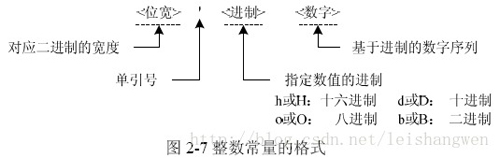 <位宽> ' <进制> <数字>
对应二进制的宽度 基于进制的数字序列
单引号 指定数值的进制
h或H: 十六进制 d或D: 十进制
o或O: 八进制 b或B: 二进制
http://blog.csdn.net/leishangwen
图 2-7 整数常量的格式